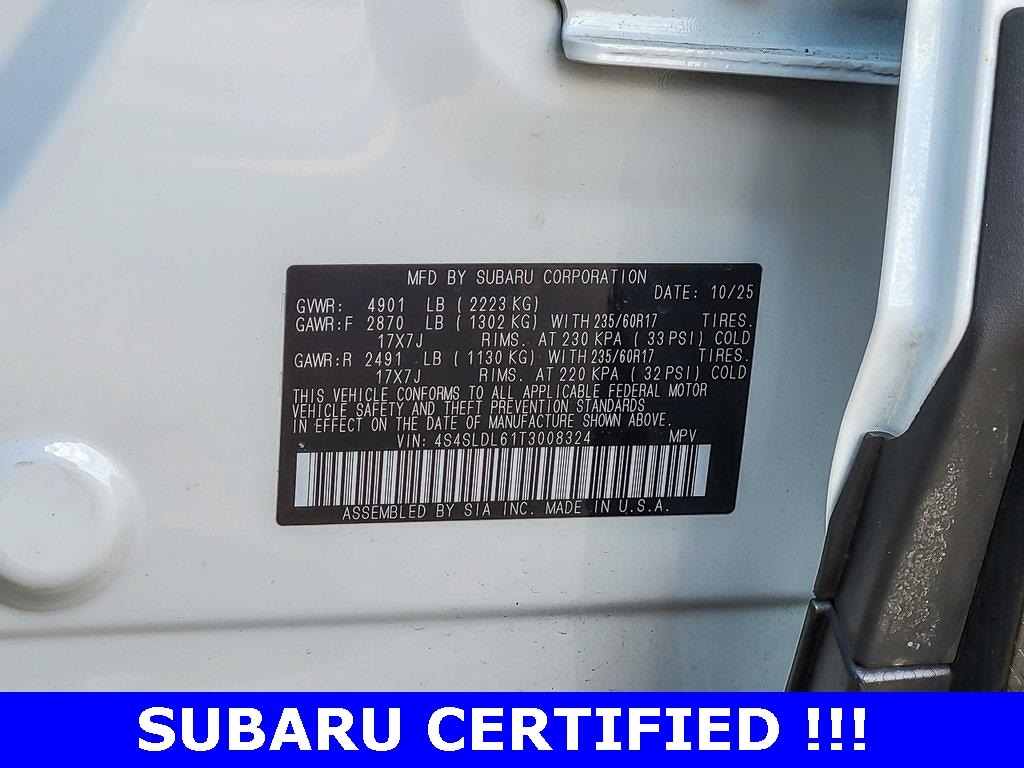 MFD BY SUBARU CORPORATION
DATE: 10/25
GVWR: 4901 LB ( 2223 KG)
GAWR:F 2870 LB ( 1302 KG) WITH 235/60R17 TIRES.
17X7J RIMS. AT 230 KPA ( 33 PSI) COLD
GAWR:R 2491 LB ( 1130 KG) WITH 235/60R17 TIRES.
17X7J RIMS. AT 220 KPA ( 32 PSI) COLD
THIS VEHICLE CONFORMS TO ALL APPLICABLE FEDERAL MOTOR
VEHICLE SAFETY AND THEFT PREVENTION STANDARDS
IN EFFECT ON THE DATE OF MANUFACTURE SHOWN ABOVE.
VIN: 4S4SLDL61T3008324 MPV
ASSEMBLED BY SIA INC. MADE IN U.S.A.
SUBARU CERTIFIED !!!